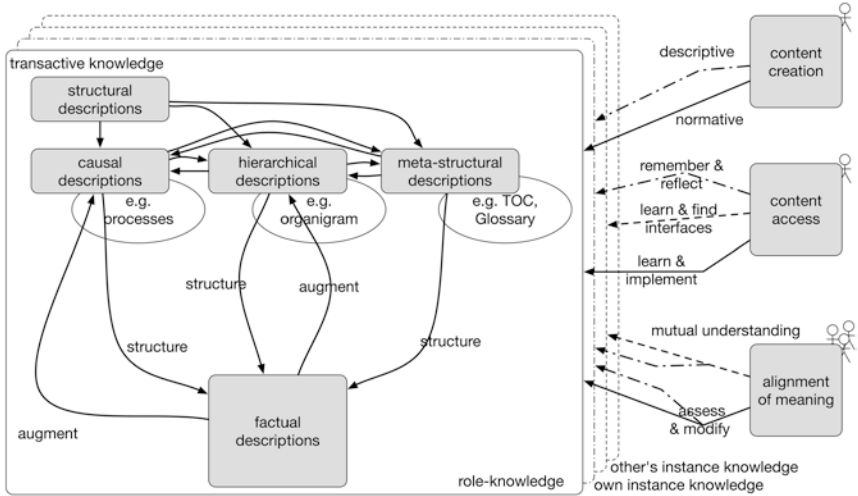 transactive knowledge
structural
descriptions
causal
descriptions
hierarchical
descriptions
meta-structural
descriptions
e.g.
processes
e.g.
organigram
e.g. TOC,
Glossary
structure
augment
structure
structure
augment
factual
descriptions
role-knowledge
descriptive
normative
content
creation
remember &
reflect
learn & find
interfaces
learn &
implement
content
access
mutual understanding
assess
& modify
alignment
of meaning
other's instance knowledge
own instance knowledge